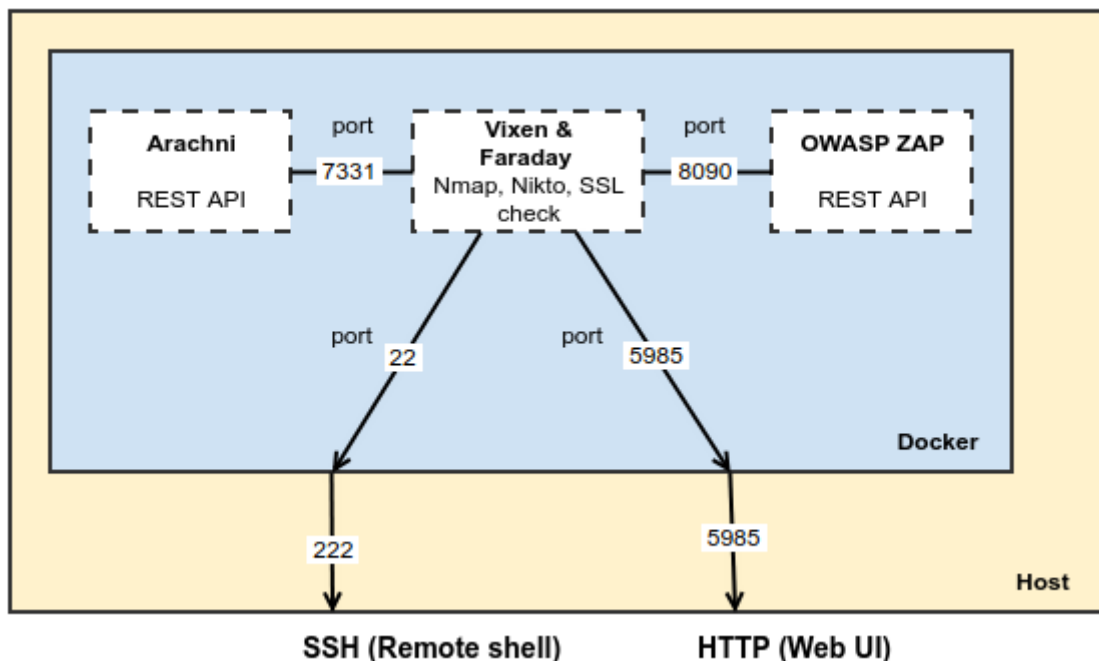 Arachni
REST API
port
7331
Vixen &
Faraday
Nmap, Nikto, SSL
check
port
8090
OWASP ZAP
REST API
port
22
port
5985
Docker
222
5985
Host
SSH (Remote shell)
HTTP (Web UI)